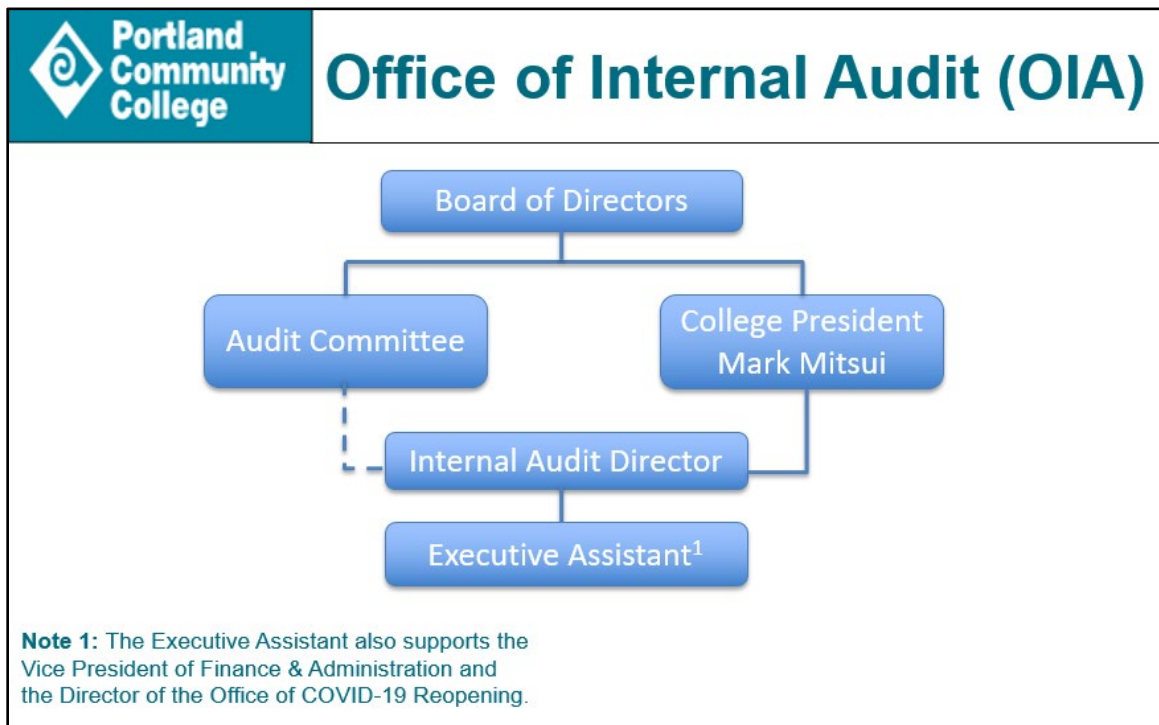 Portland
Community
College
Office of Internal Audit (OIA)
Board of Directors
Audit Committee
College President
Mark Mitsui
Internal Audit Director
Executive Assistant¹
Note 1: The Executive Assistant also supports the
Vice President of Finance & Administration and
the Director of the Office of COVID-19 Reopening.